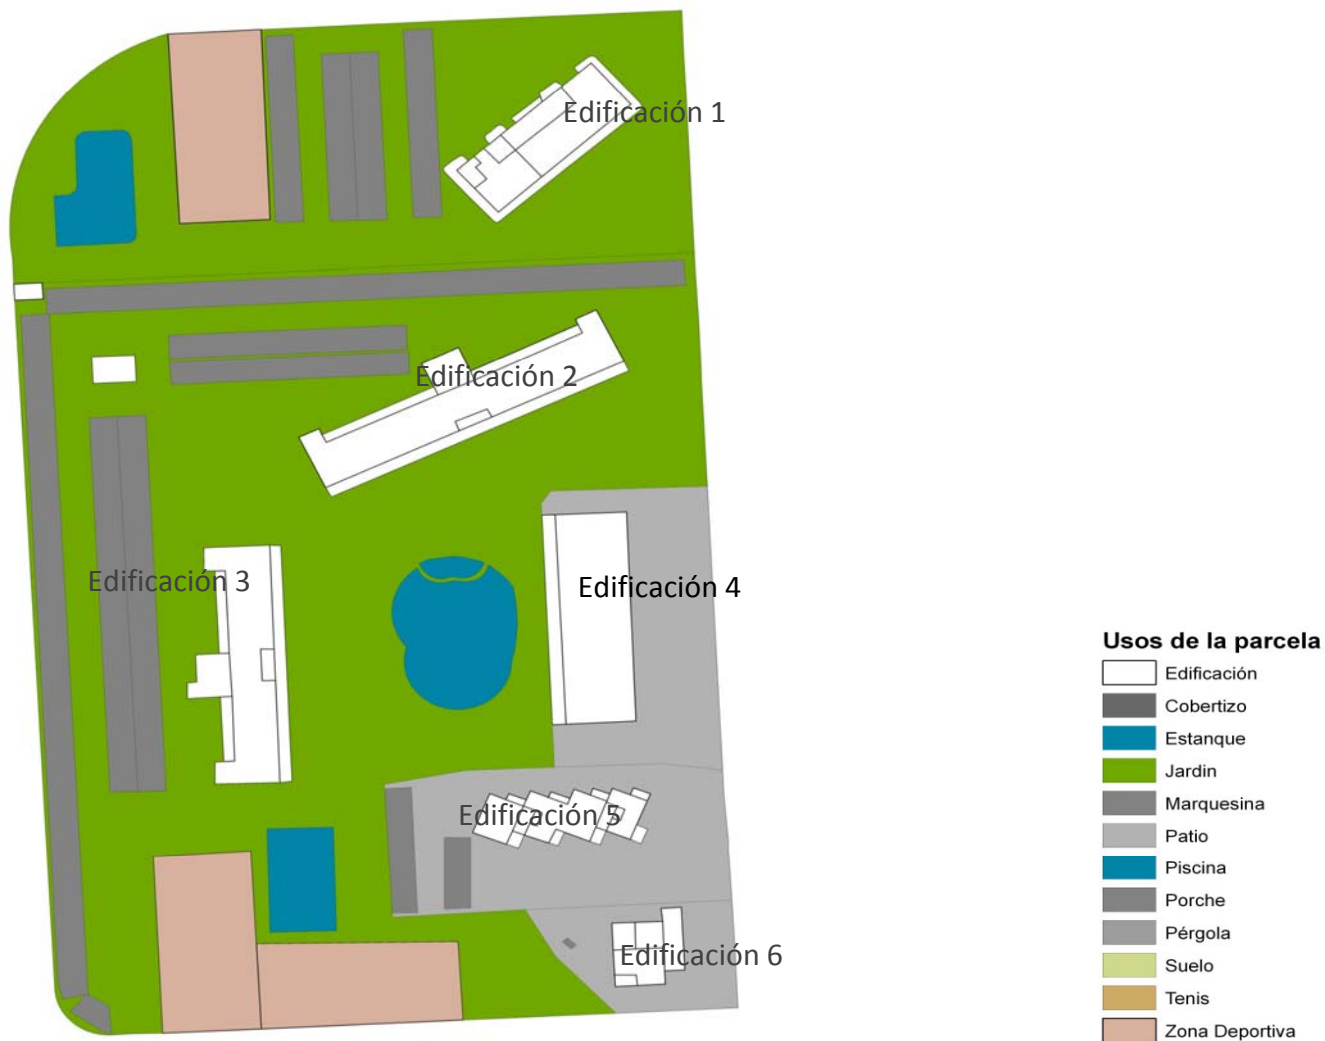 Edificación 1
Edificación 2
Edificación 3
Edificación 4
Edificación 5
Edificación 6
Usos de la parcela
Edificación
Cobertizo
Estanque
Jardin
Marquesina
Patio
Piscina
Porche
Pérgola
Suelo
Tenis
Zona Deportiva